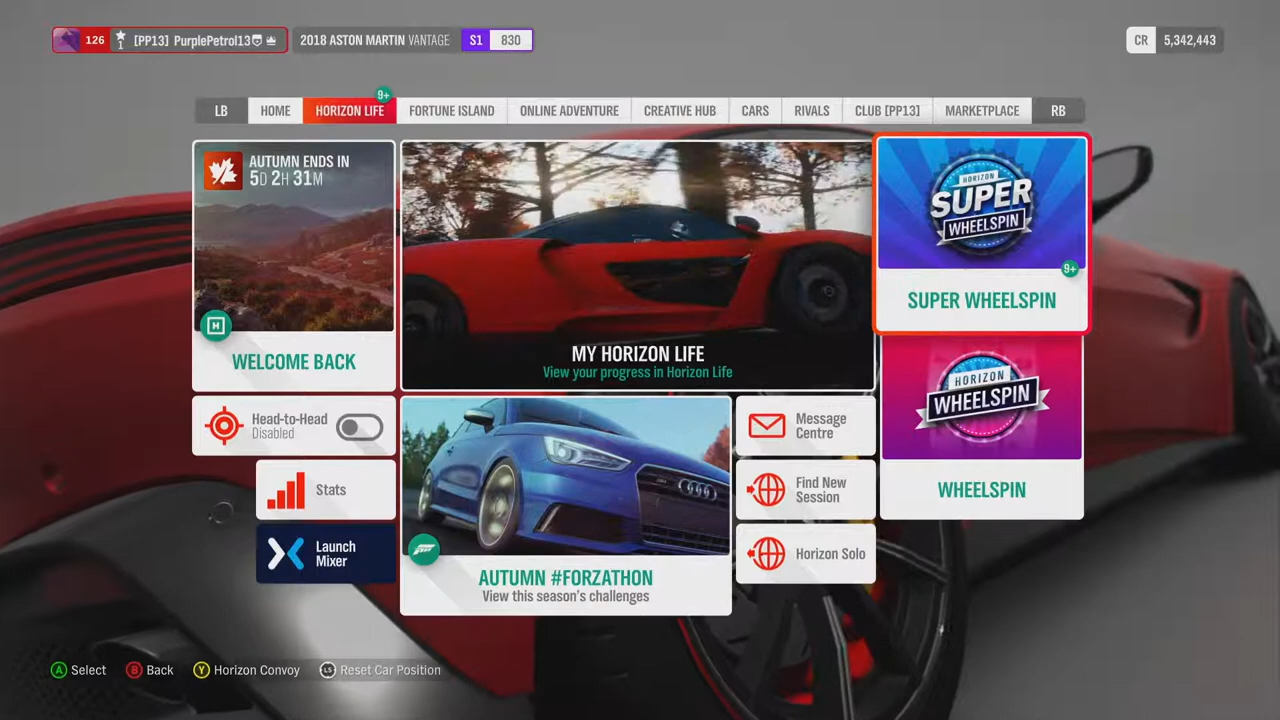 126 1 [PP13] PurplePetrol13
2018 ASTON MARTIN VANTAGE S1 830
CR 5,342,443
9+
LB HOME HORIZON LIFE FORTUNE ISLAND ONLINE ADVENTURE CREATIVE HUB CARS RIVALS CLUB [PP13] MARKETPLACE RB
AUTUMN ENDS IN
5D 2H 31M
H
WELCOME BACK
MY HORIZON LIFE
View your progress in Horizon Life
HORIZON
SUPER
WHEELSPIN
9+
SUPER WHEELSPIN
Head-to-Head
Disabled
Stats
Launch
Mixer
AUTUMN #FORZATHON
View this season's challenges
Message
Centre
Find New
Session
Horizon Solo
HORIZON
WHEELSPIN
WHEELSPIN
A Select B Back Y Horizon Convoy LS Reset Car Position